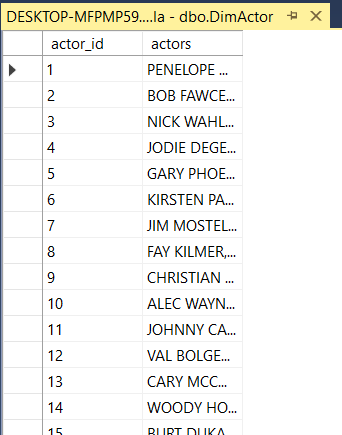 DESKTOP-MFPMP59....la - dbo.DimActor
actor_id actors
1 PENELOPE ...
2 BOB FAWCE...
3 NICK WAHL...
4 JODIE DEGE...
5 GARY PHOE...
6 KIRSTEN PA...
7 JIM MOSTEL...
8 FAY KILMER,...
9 CHRISTIAN ...
10 ALEC WAYN...
11 JOHNNY CA...
12 VAL BOLGE...
13 CARY MCC...
14 WOODY HO...
15 BURT DUKA...